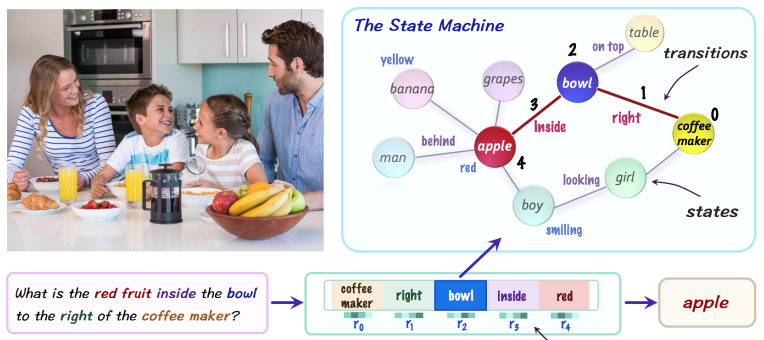 The State Machine
table
2
on top
transitions
yellow
banana
grapes
bowl
3
1
0
Inside
right
coffee
maker
behind
apple
man
red
4
looking
girl
boy
states
smiling
What is the red fruit inside the bowl
to the right of the coffee maker?
coffee
maker
right
bowl
inside
red
r0
r1
r2
r3
r4
apple